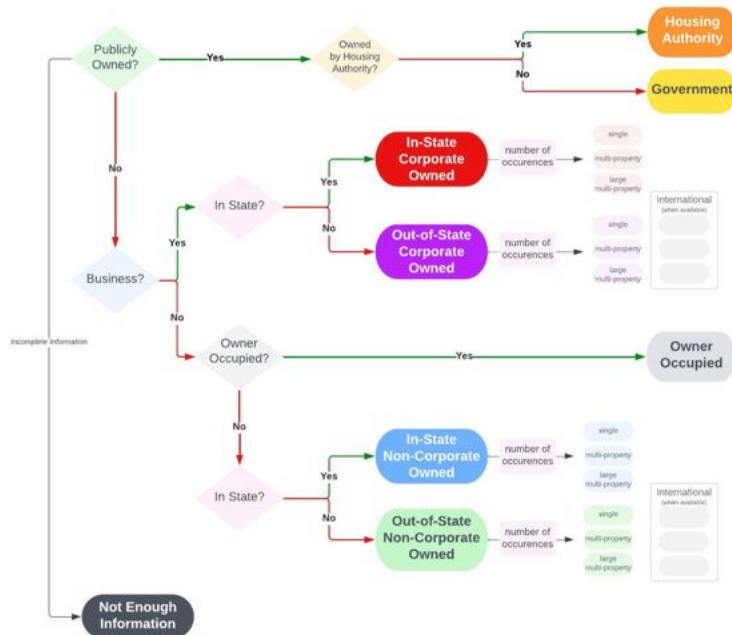 Publicly
Owned?
Yes
Owned
by Housing
Authority?
Yes
Housing
Authority
No
Government
No
In State?
Yes
In-State
Corporate
Owned
number of
occurences
single
multi-property
large
multi-property
No
Out-of-State
Corporate
Owned
number of
occurences
single
multi-property
large
multi-property
International
(when available)
Business?
Yes
No
Incomplete Information
Owner
Occupied?
Yes
Owner
Occupied
No
In State?
Yes
In-State
Non-Corporate
Owned
number of
occurences
single
multi-property
large
multi-property
No
Out-of-State
Non-Corporate
Owned
number of
occurences
single
multi-property
large
multi-property
International
(when available)
Not Enough
Information